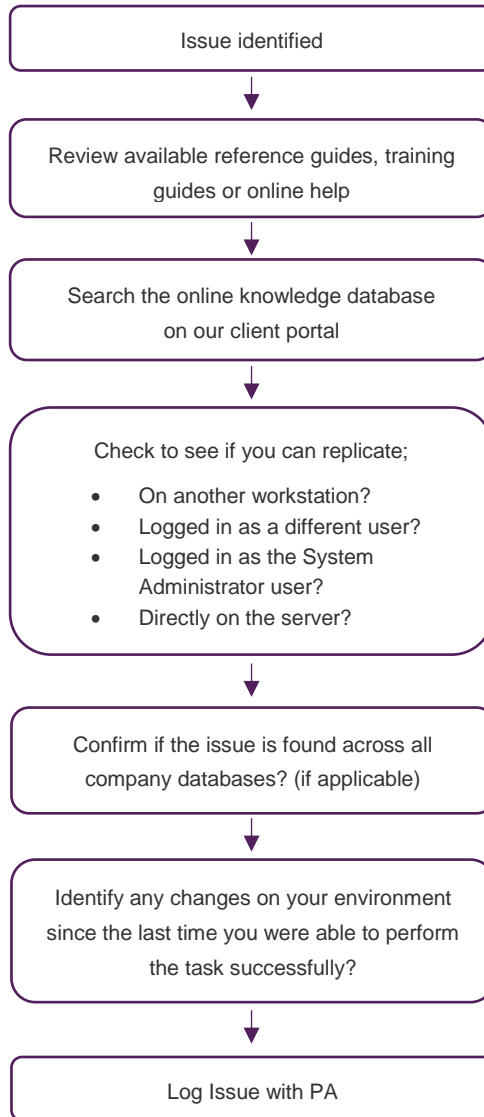 Issue identified
Review available reference guides, training
guides or online help
Search the online knowledge database
on our client portal
Check to see if you can replicate;
• On another workstation?
• Logged in as a different user?
• Logged in as the System
Administrator user?
• Directly on the server?
Confirm if the issue is found across all
company databases? (if applicable)
Identify any changes on your environment
since the last time you were able to perform
the task successfully?
Log Issue with PA